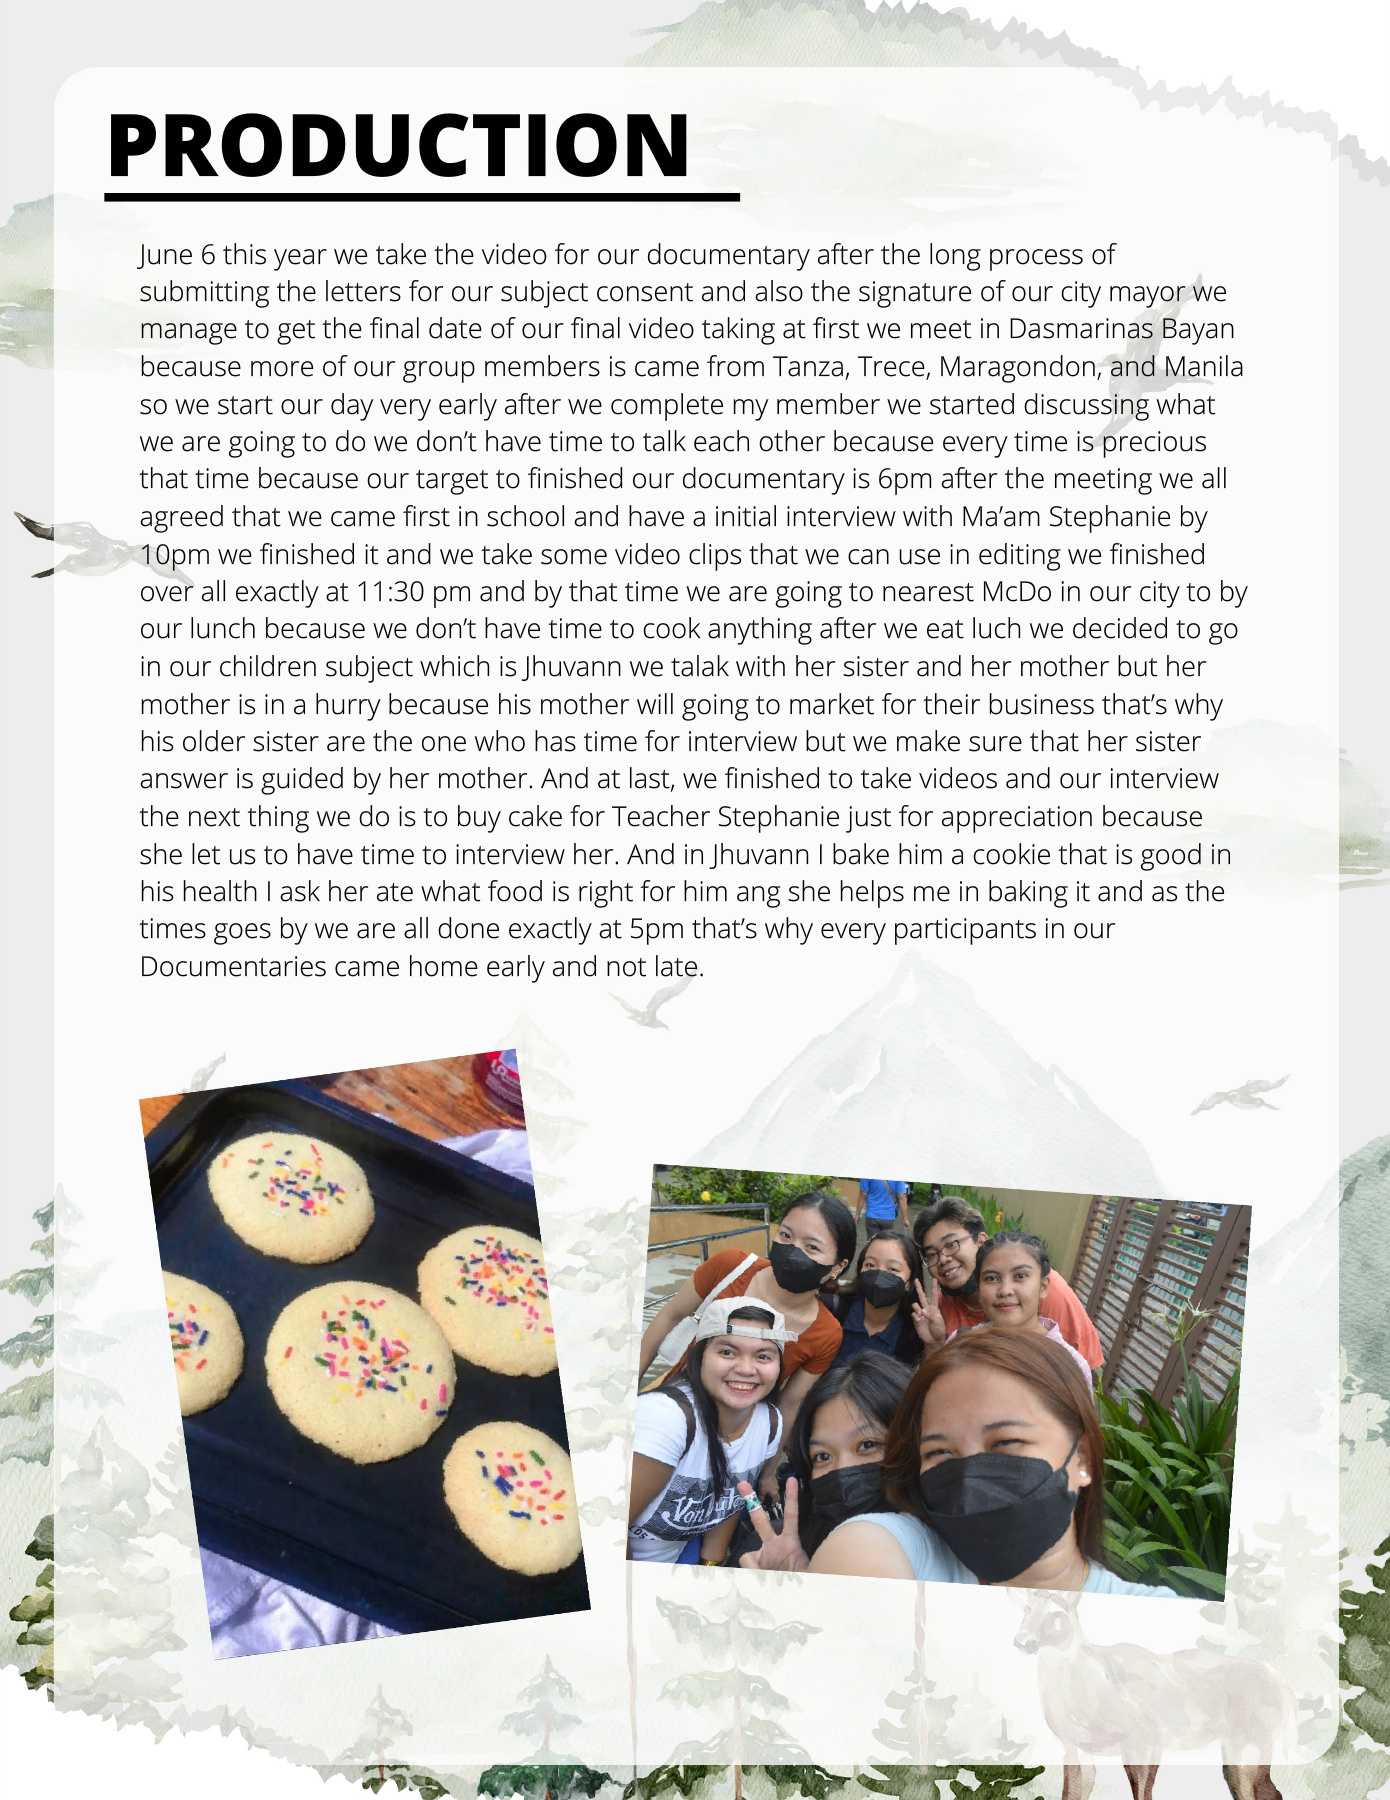 PRODUCTION
June 6 this year we take the video for our documentary after the long process of
submitting the letters for our subject consent and also the signature of our city mayor we
manage to get the final date of our final video taking at first we meet in Dasmarinas Bayan
because more of our group members is came from Tanza, Trece, Maragondon, and Manila
so we start our day very early after we complete my member we started discussing what
we are going to do we don’t have time to talk each other because every time is precious
that time because our target to finished our documentary is 6pm after the meeting we all
agreed that we came first in school and have a initial interview with Ma’am Stephanie by
10pm we finished it and we take some video clips that we can use in editing we finished
over all exactly at 11:30 pm and by that time we are going to nearest McDo in our city to by
our lunch because we don’t have time to cook anything after we eat luch we decided to go
in our children subject which is Jhuvann we talak with her sister and her mother but her
mother is in a hurry because his mother will going to market for their business that’s why
his older sister are the one who has time for interview but we make sure that her sister
answer is guided by her mother. And at last, we finished to take videos and our interview
the next thing we do is to buy cake for Teacher Stephanie just for appreciation because
she let us to have time to interview her. And in Jhuvann I bake him a cookie that is good in
his health I ask her ate what food is right for him ang she helps me in baking it and as the
times goes by we are all done exactly at 5pm that’s why every participants in our
Documentaries came home early and not late.